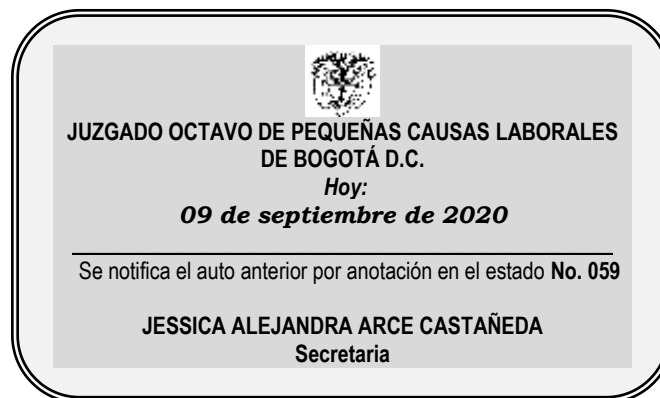 JUZGADO OCTAVO DE PEQUEÑAS CAUSAS LABORALES
DE BOGOTÁ D.C.
Hoy:
09 de septiembre de 2020
Se notifica el auto anterior por anotación en el estado No. 059
JESSICA ALEJANDRA ARCE CASTAÑEDA
Secretaria